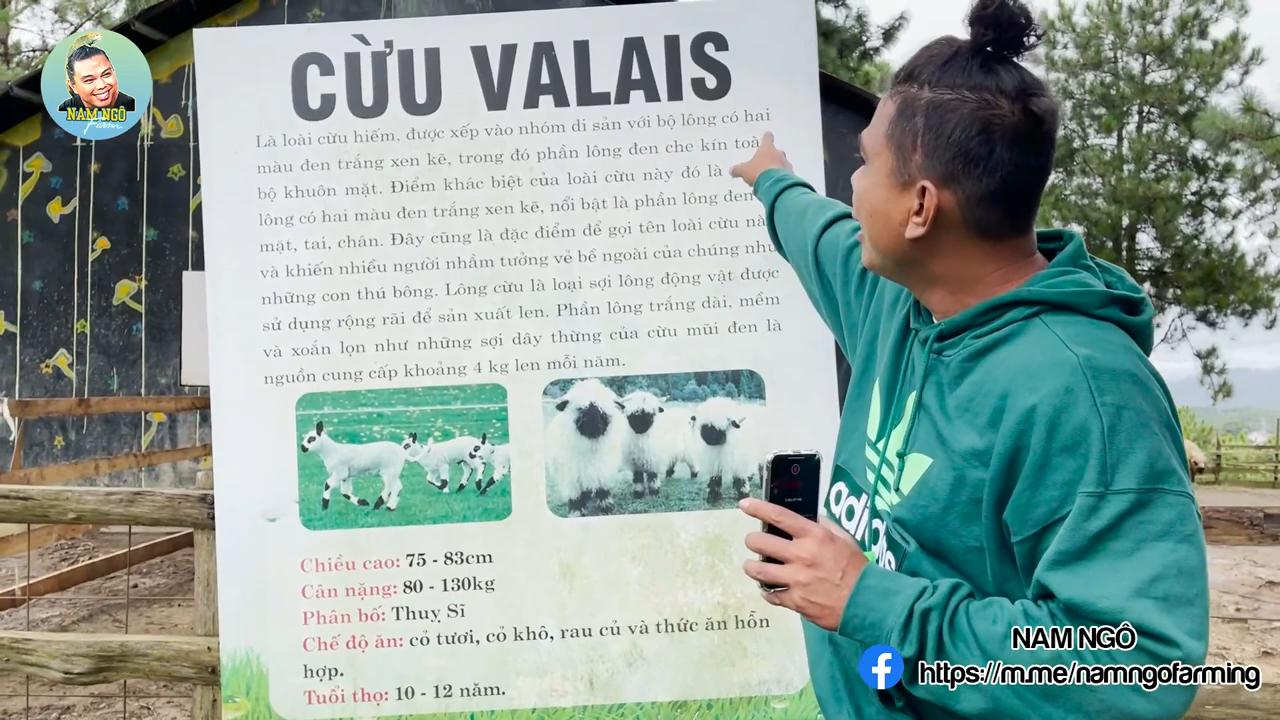 NAM NGÔ
Farm
CỪU VALAIS
Là loài cừu hiếm, được xếp vào nhóm di sản với bộ lông có hai
màu đen trắng xen kẽ, trong đó phần lông đen che kín
bộ khuôn mặt. Điểm khác biệt của loài cừu này đó là
lông có hai màu đen trắng xen kẽ, nổi bật là phần lông đen
mặt, tai, chân. Đây cũng là đặc điểm để gọi tên loài cừu
và khiến nhiều người nhầm tưởng vẻ bề ngoài của chúng như
những con thú bông. Lông cừu là loại sợi lông động vật được
sử dụng rộng rãi để sản xuất len. Phần lông trắng dài, mềm
và xoắn lọn như những sợi dây thừng của cừu mũi đen là
nguồn cung cấp khoảng 4 kg len mỗi năm.
Chiều cao: 75 - 83cm
Cân nặng: 80 - 130kg
Phân bố: Thuỵ Sĩ
Chế độ ăn: cỏ tươi, cỏ khô, rau củ và thức ăn hỗn
hợp.
Tuổi thọ: 10 - 12 năm.
adidas
NAM NGÔ
https://m.me/namngofarming